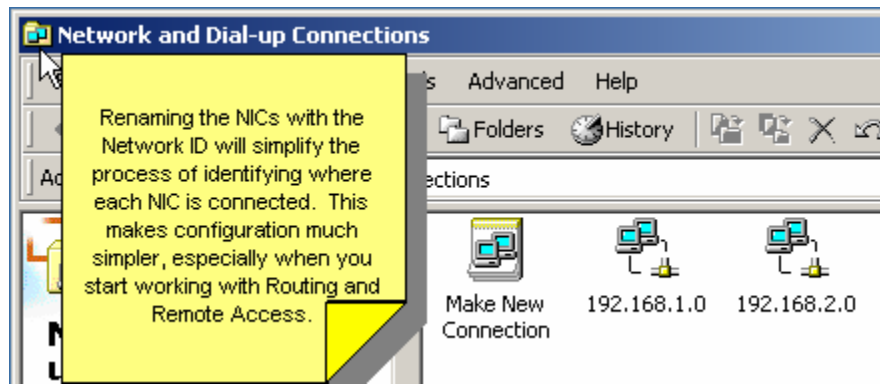 Network and Dial-up Connections
Advanced Help
Folders History
Renaming the NICs with the
Network ID will simplify the
process of identifying where
each NIC is connected. This
makes configuration much
simpler, especially when you
start working with Routing and
Remote Access.
Make New
Connection
192.168.1.0
192.168.2.0